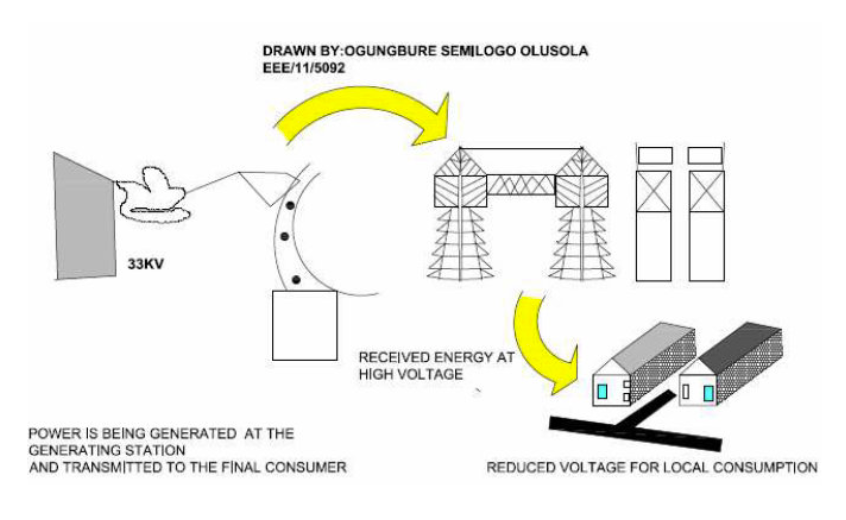 DRAWN BY:OGUNGBURE SEMILOGO OLUSOLA
EEE/11/5092
33KV
RECEIVED ENERGY AT
HIGH VOLTAGE
POWER IS BEING GENERATED AT THE
GENERATING STATION
AND TRANSMITTED TO THE FINAL CONSUMER
REDUCED VOLTAGE FOR LOCAL CONSUMPTION